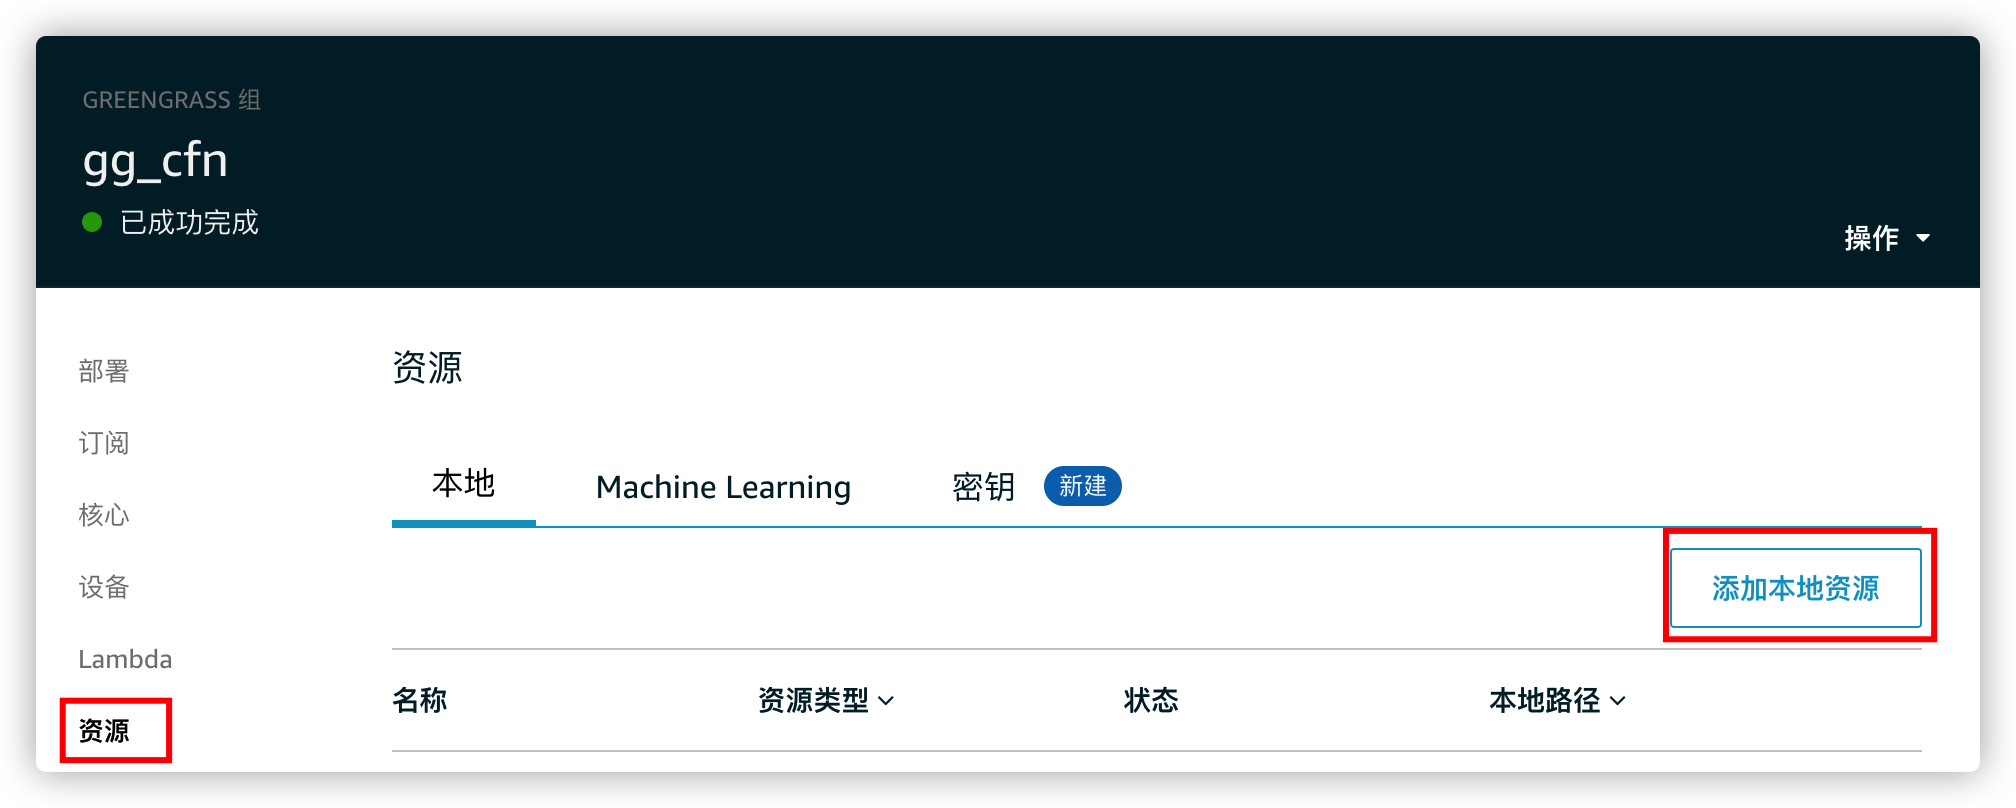 GREENGRASS 组
gg_cfn
已成功完成
操作
部署
订阅
核心
设备
Lambda
资源
资源
本地 Machine Learning 密钥 新建
添加本地资源
名称 资源类型 状态 本地路径